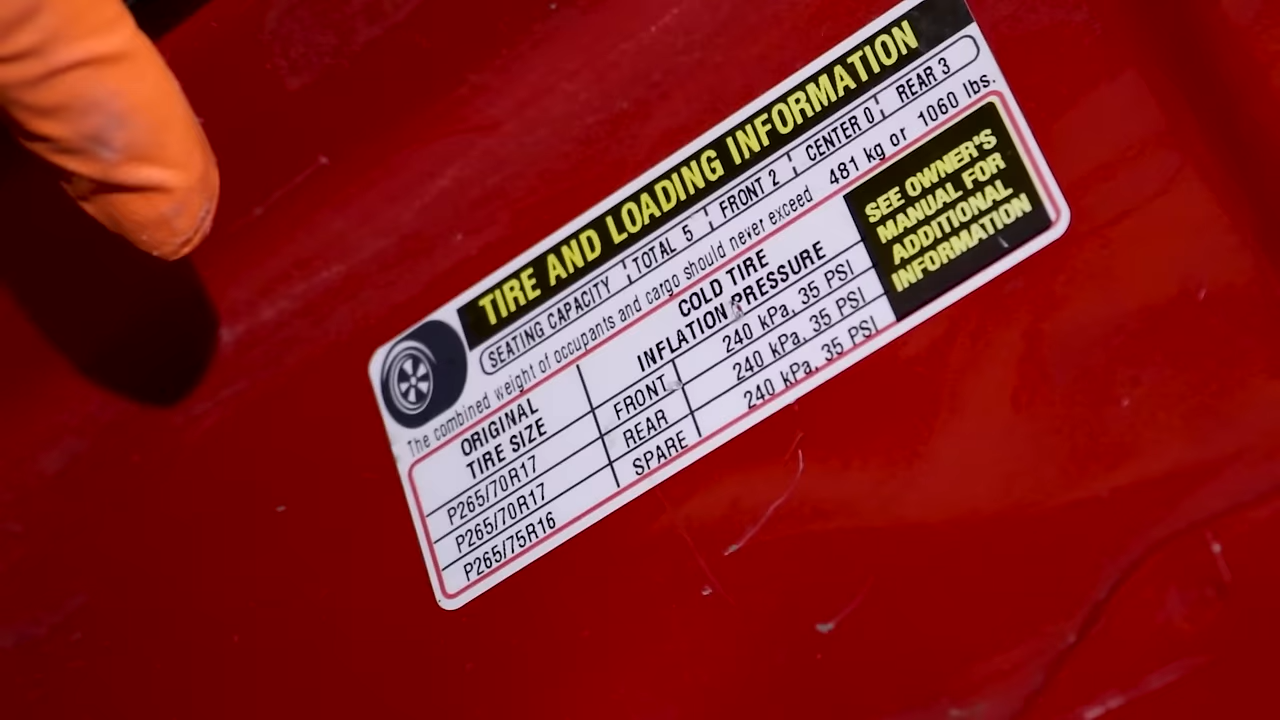 TIRE AND LOADING INFORMATION
SEATING CAPACITY TOTAL 5 FRONT 2 CENTER 0 REAR 3
The combined weight of occupants and cargo should never exceed 481 kg or 1060 lbs.
ORIGINAL TIRE SIZE
COLD TIRE INFLATION PRESSURE
P265/70R17 FRONT 240 kPa, 35 PSI
P265/70R17 REAR 240 kPa, 35 PSI
P265/75R16 SPARE 240 kPa, 35 PSI
SEE OWNER'S
MANUAL FOR
ADDITIONAL
INFORMATION